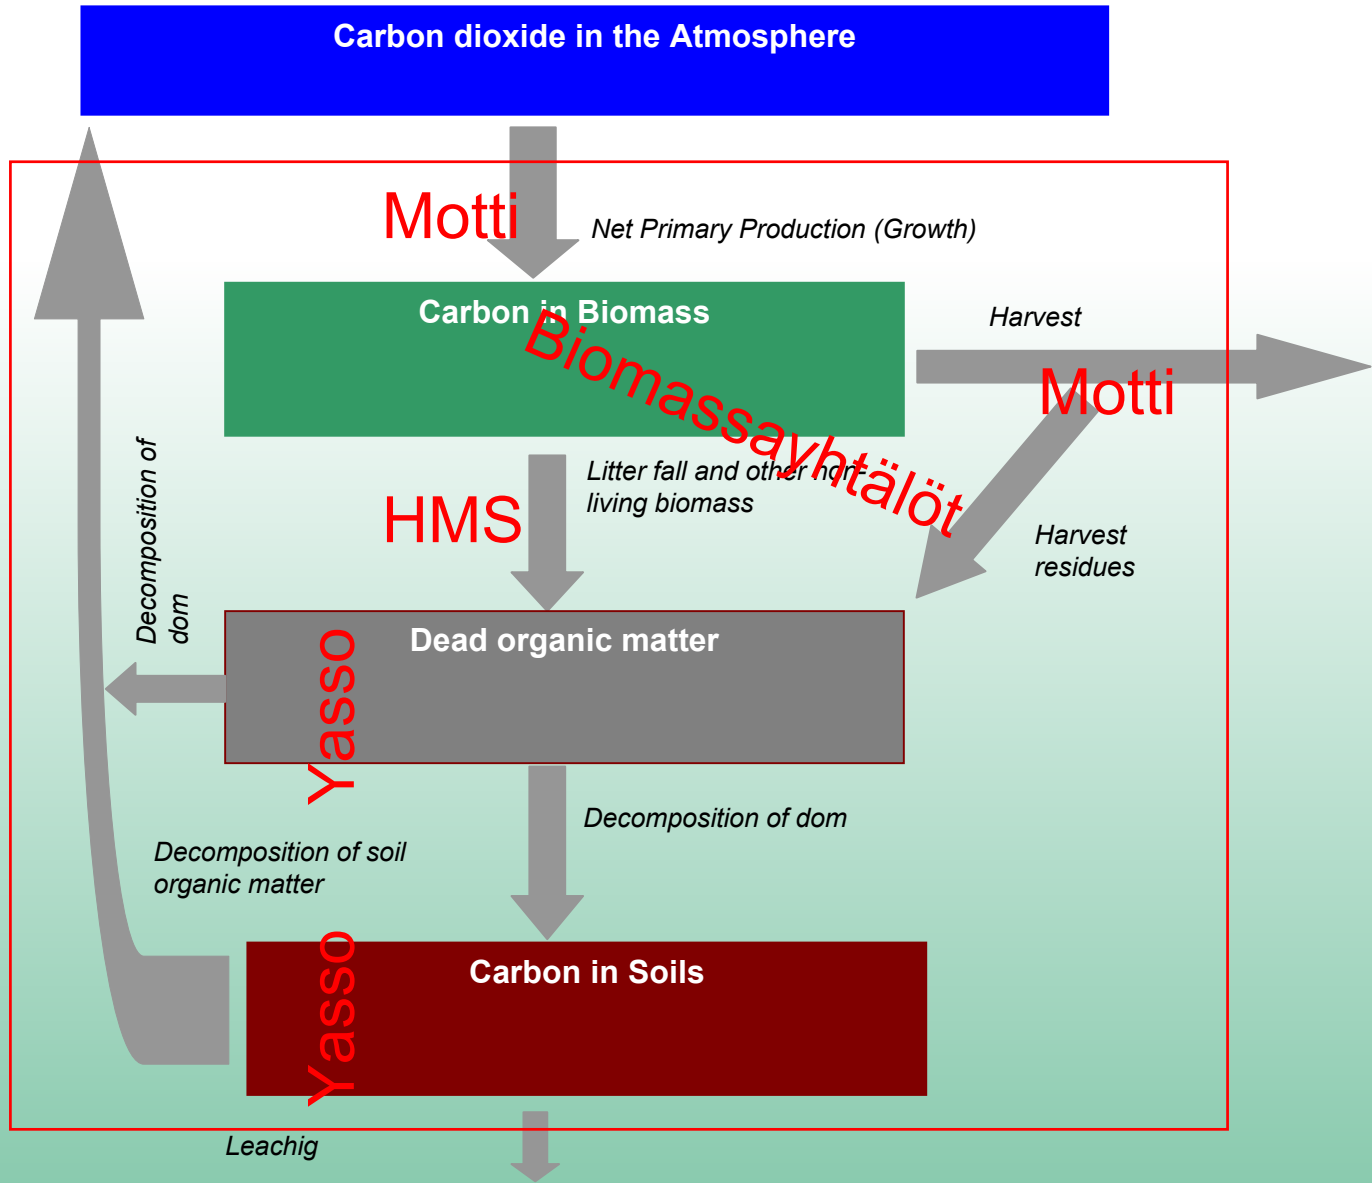 Carbon dioxide in the Atmosphere
Motti
Net Primary Production (Growth)
Carbon in Biomass
Biomassayhtälöt
Harvest
Motti
Litter fall and other non-
living biomass
HMS
Harvest
residues
Decomposition of
dom
Dead organic matter
Yasso
Decomposition of dom
Decomposition of soil
organic matter
Carbon in Soils
Yasso
Leachig